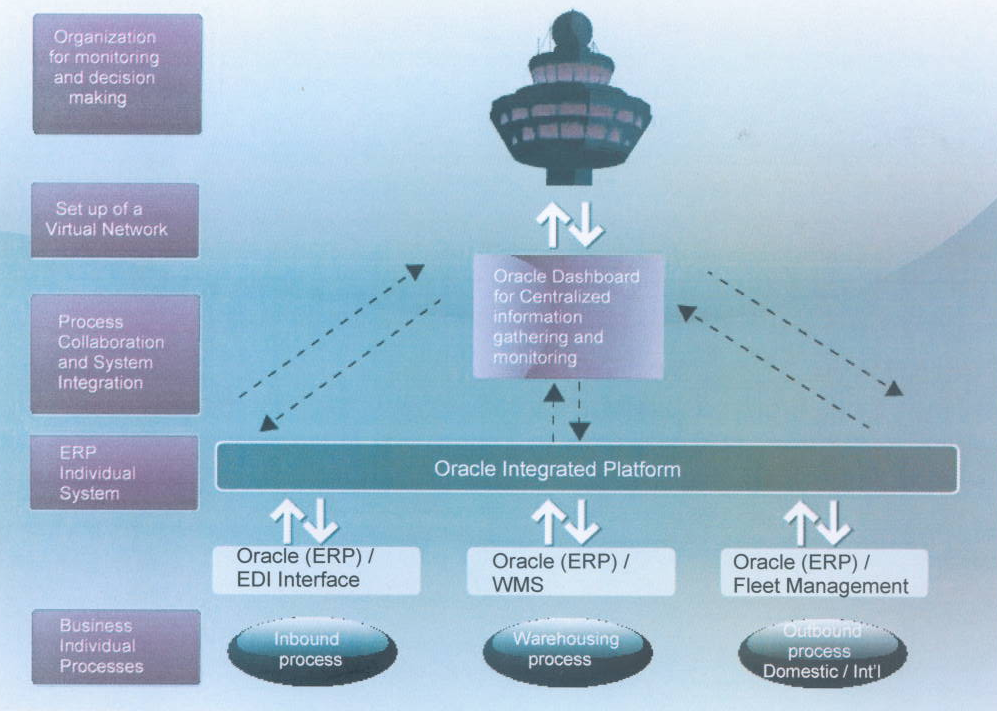 Organization
for monitoring
and decision
making
Set up of a
Virtual Network
Oracle Dashboard
for Centralized
information
gathering and
monitoring
Process
Collaboration
and System
Integration
ERP
Individual
System
Oracle Integrated Platform
Oracle (ERP) /
EDI Interface
Oracle (ERP) /
WMS
Oracle (ERP) /
Fleet Management
Business
Individual
Processes
Inbound
process
Warehousing
process
Outbound
process
Domestic / Int'l